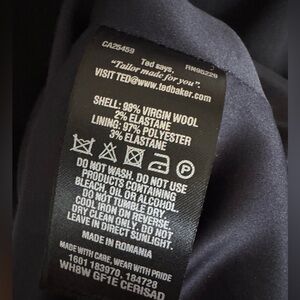 CA25459 RN95229
Ted says,
"Tailor made for you".
VISIT TED@www.tedbaker.com
SHELL: 98% VIRGIN WOOL
2% ELASTANE
LINING: 97% POLYESTER
3% ELASTANE
P
DO NOT WASH. DO NOT USE
PRODUCTS CONTAINING
BLEACH, OIL OR ALCOHOL.
DO NOT TUMBLE DRY.
COOL IRON ON REVERSE.
DRY CLEAN ONLY. DO NOT
LEAVE IN DIRECT SUNLIGHT.
MADE IN ROMANIA
MADE WITH CARE, WEAR WITH PRIDE
1601 183970, 184728
WH8W GF1E CERISAD